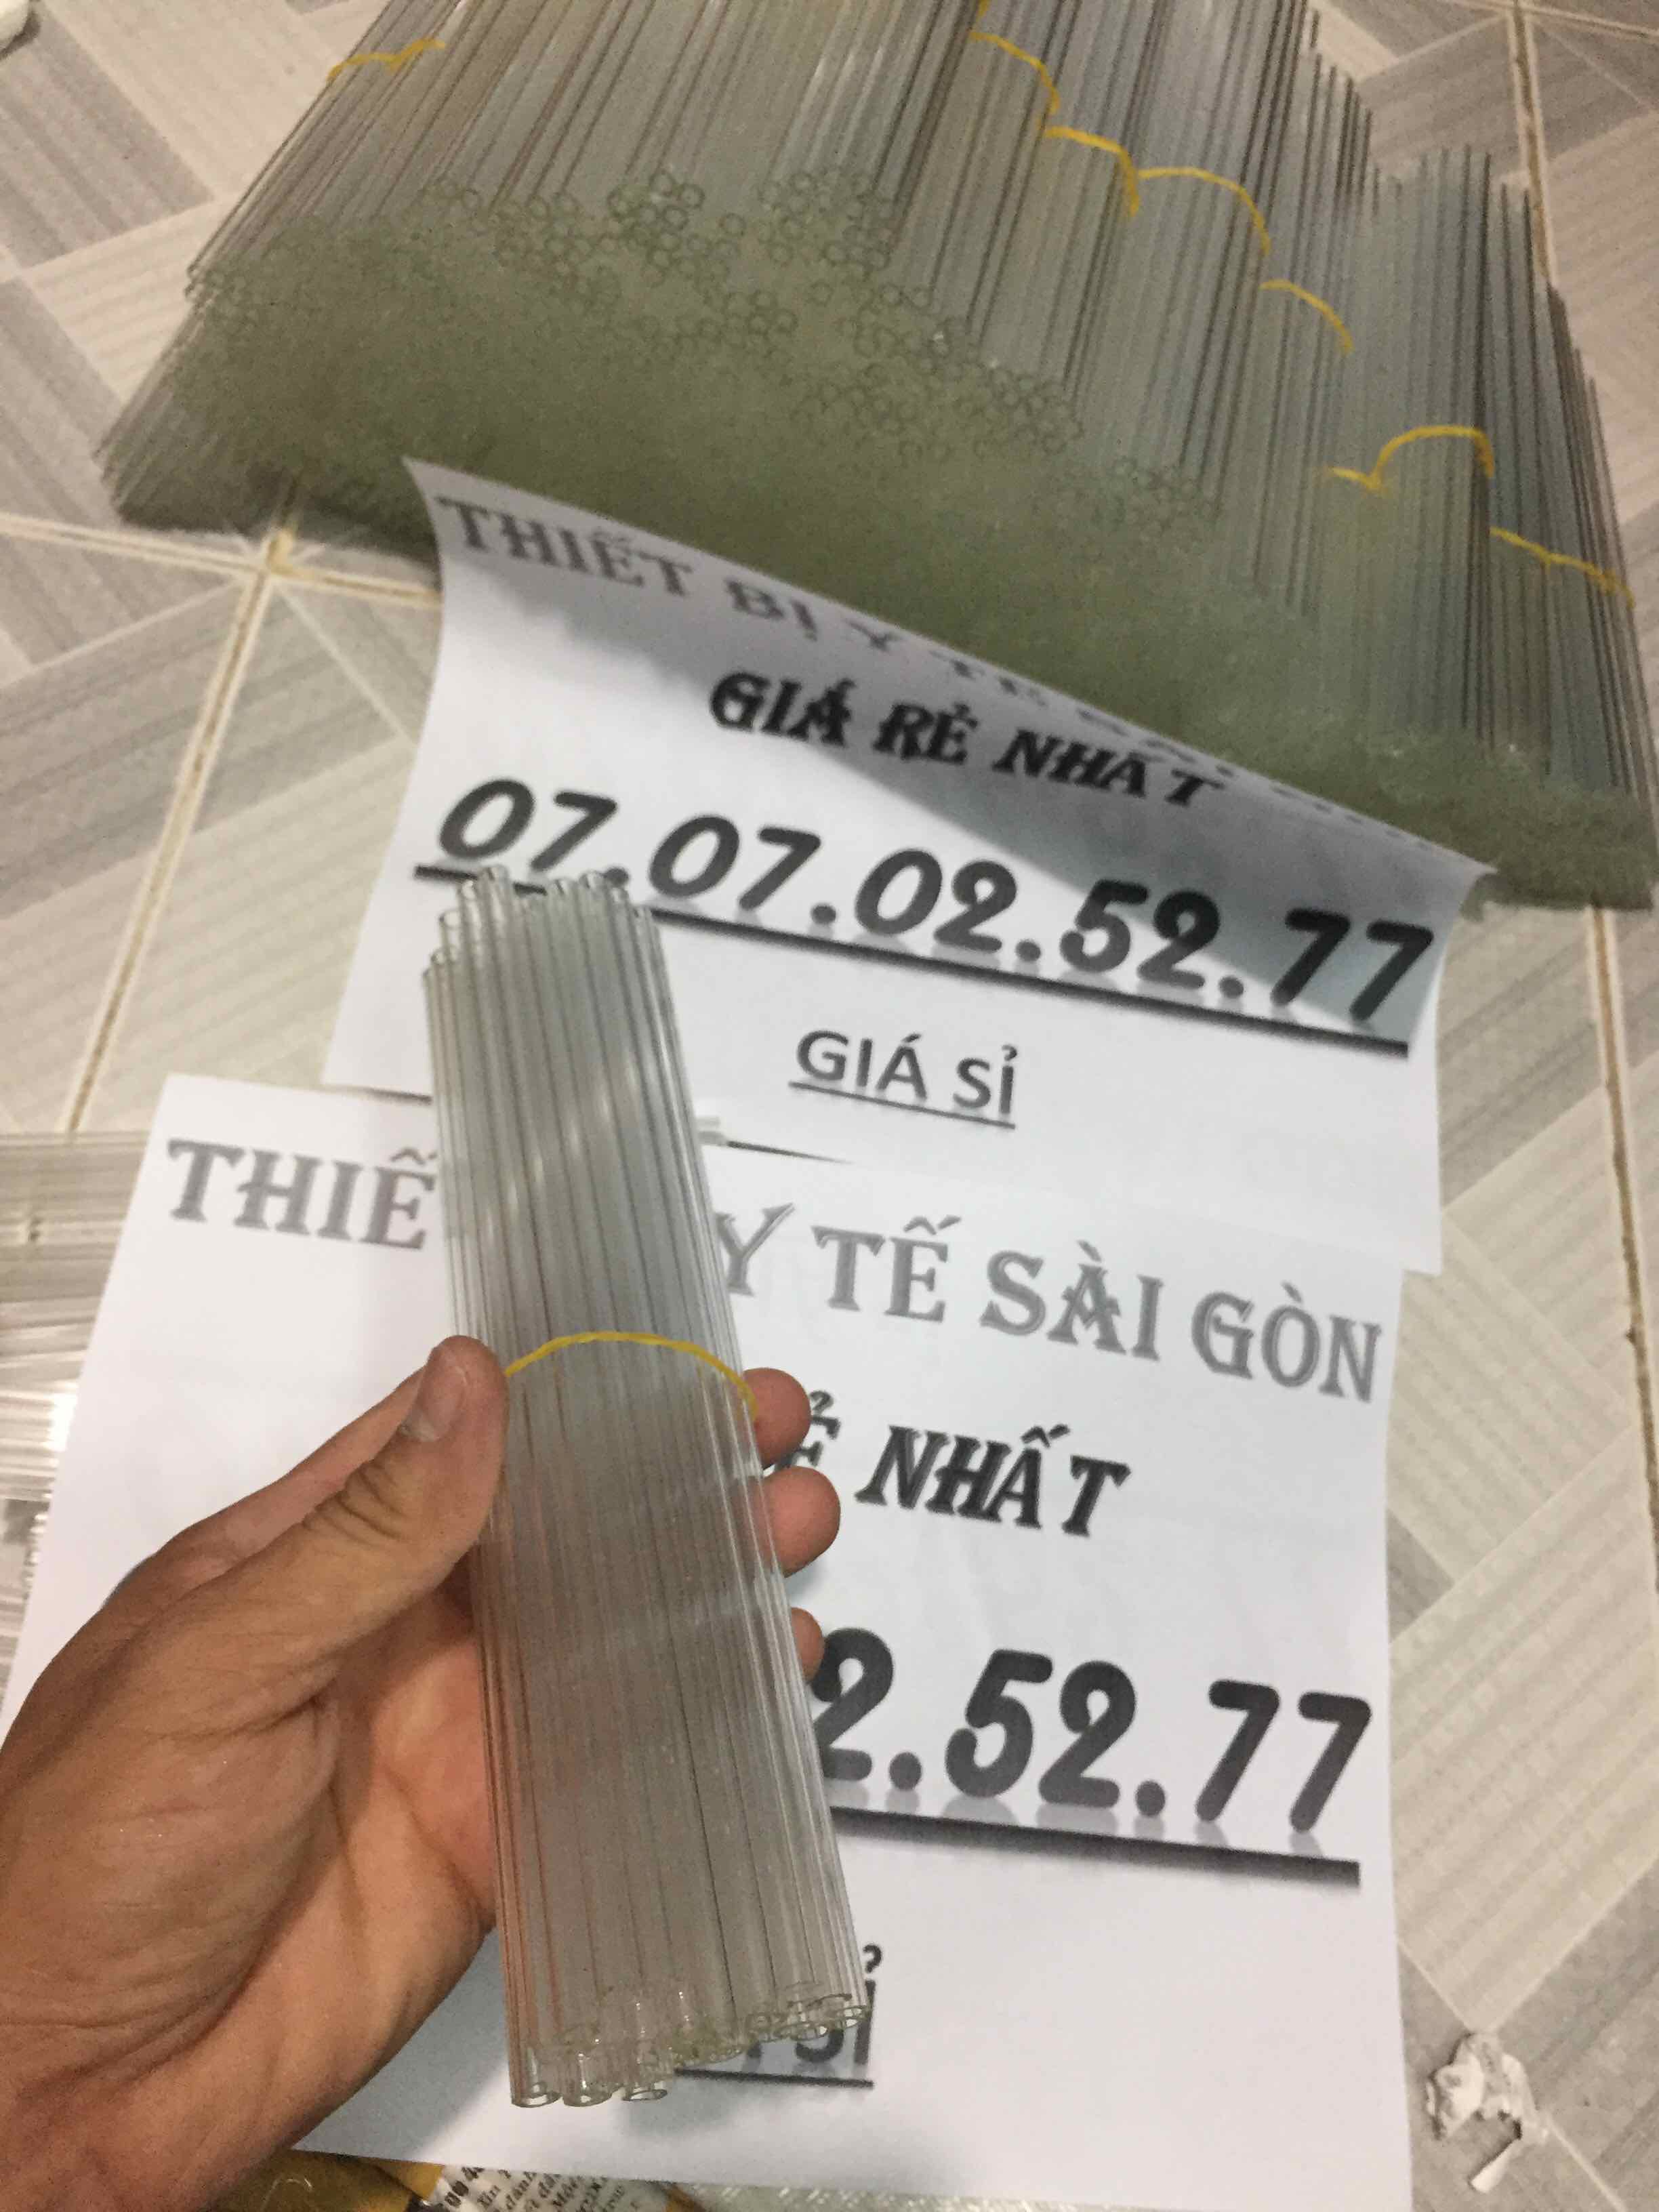 THIẾT BỊ Y TẾ
GIÁ RẺ NHẤT
07.07.02.52.77
GIÁ SỈ
THIẾ Y TẾ SÀI GÒN
Ẻ NHẤT
2.52.77
SỈ